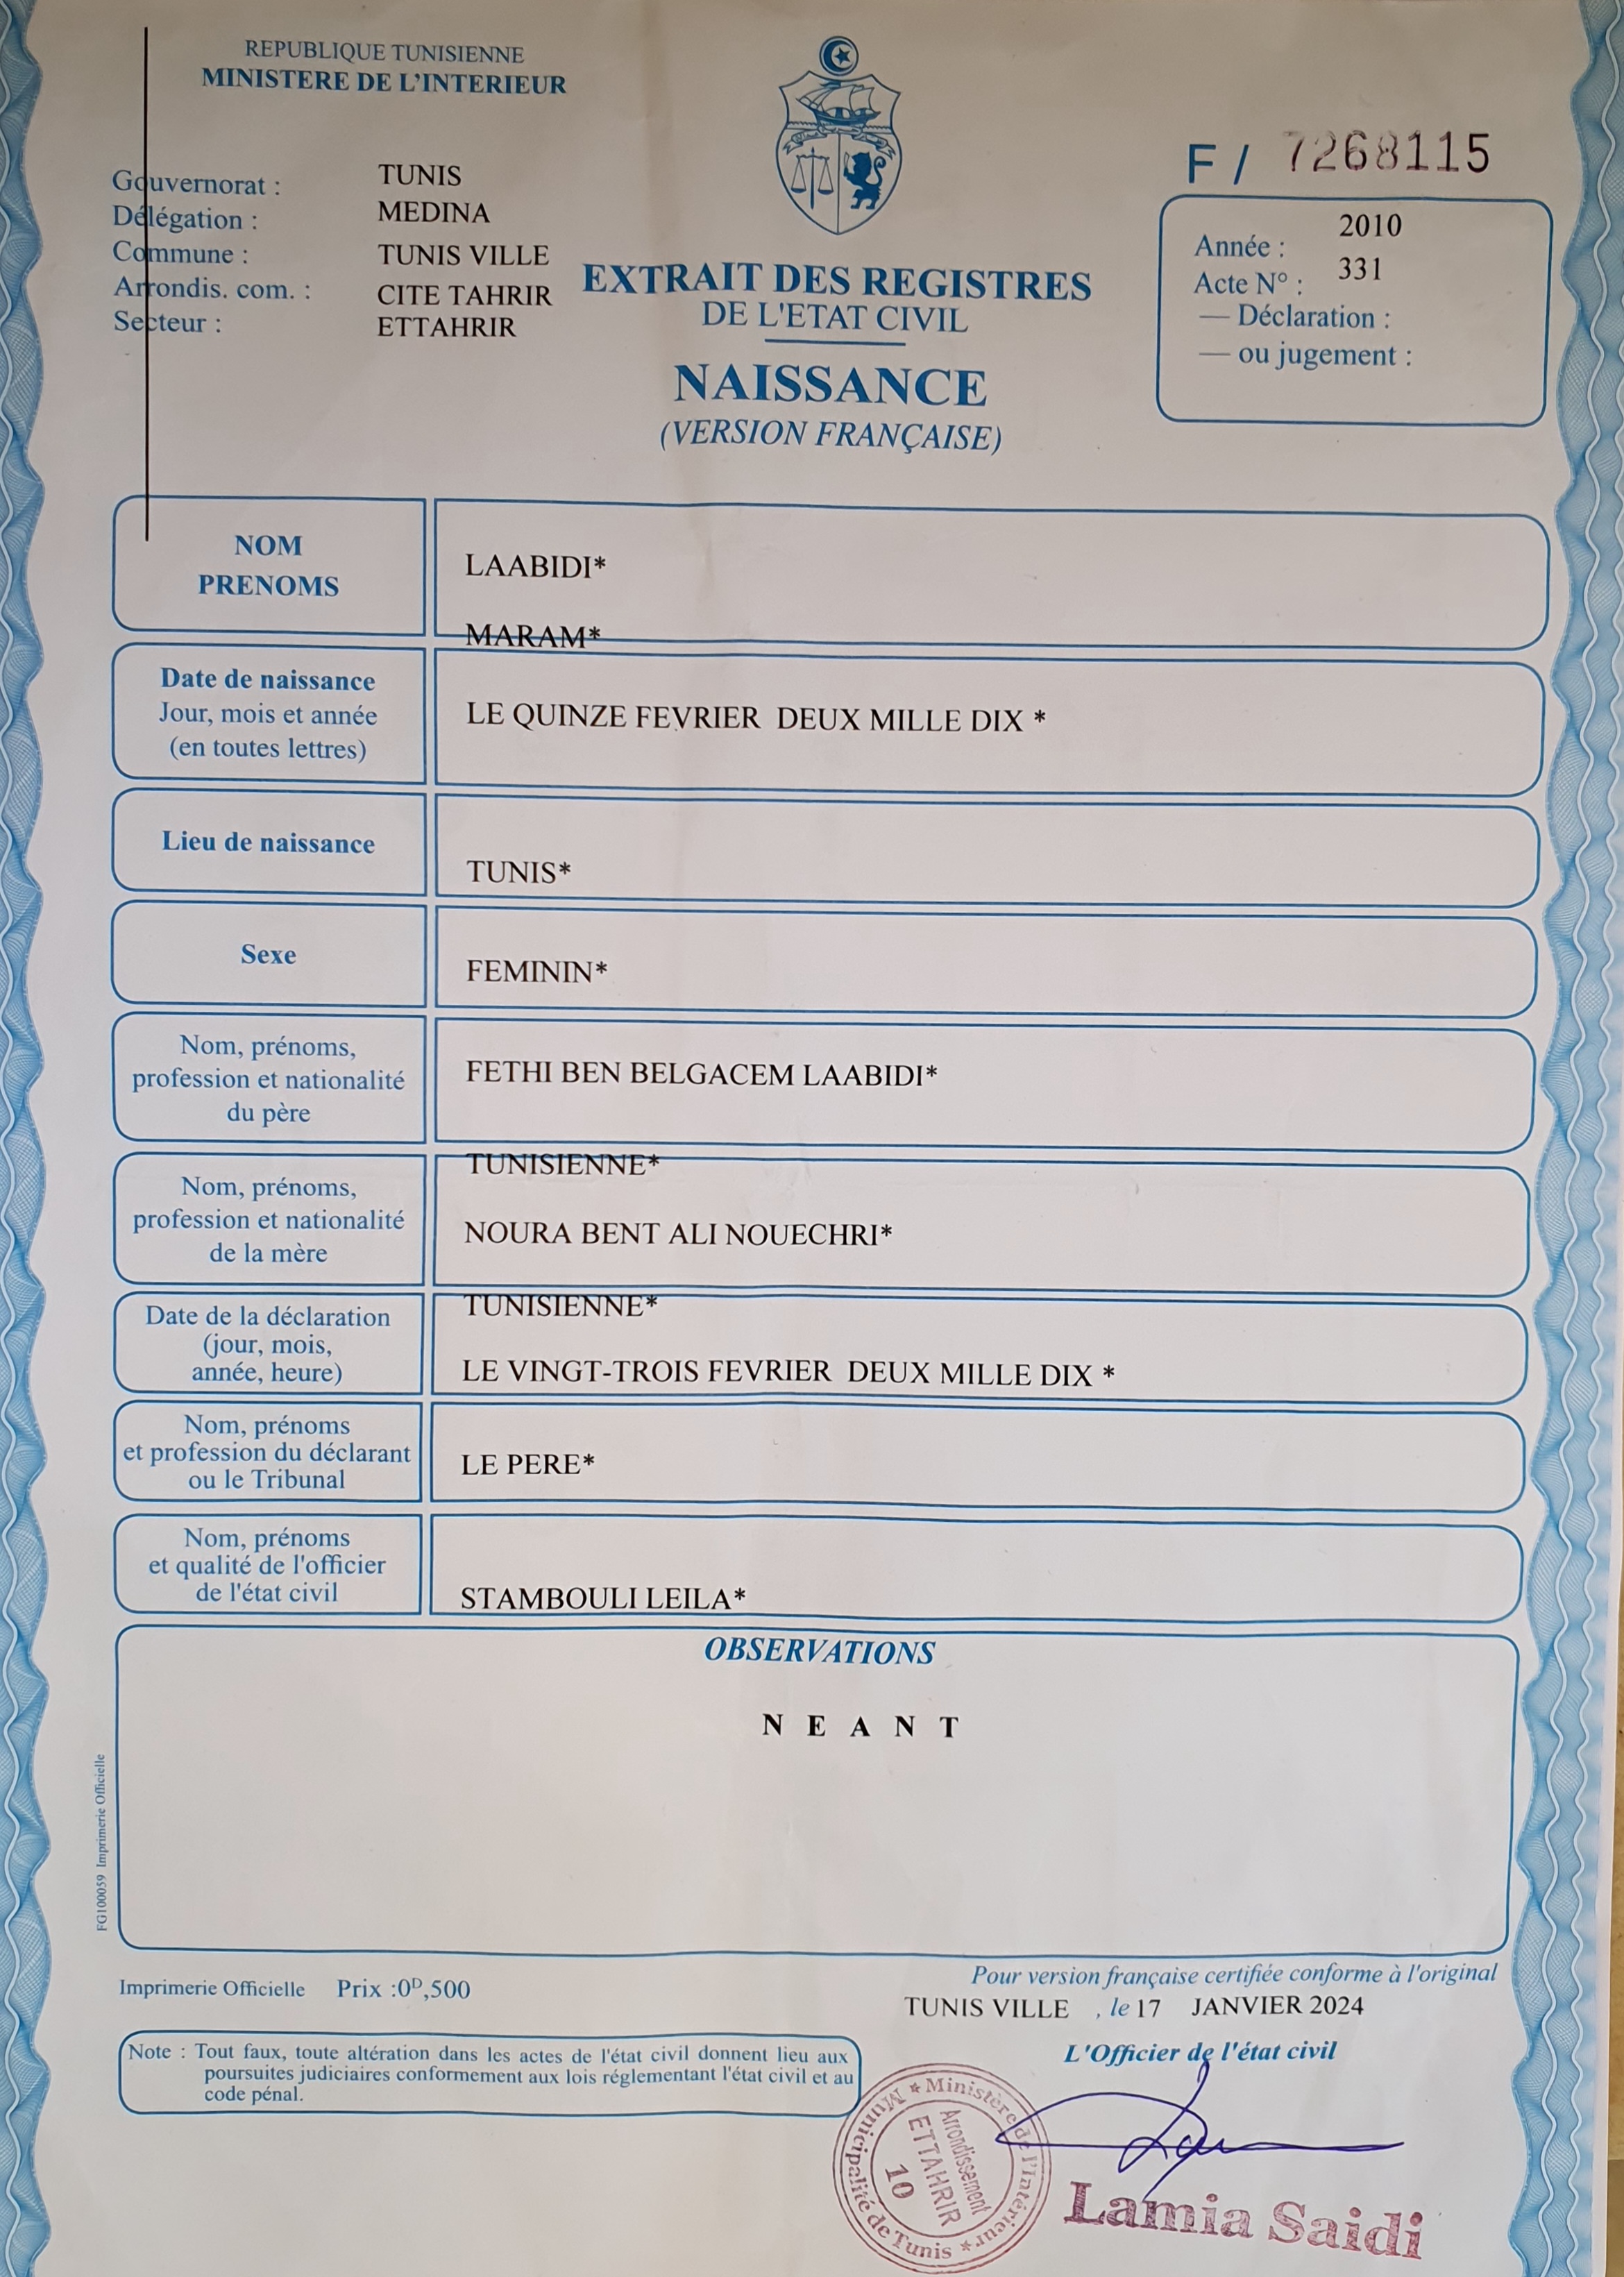 REPUBLIQUE TUNISIENNE
MINISTERE DE L'INTERIEUR
F / 7268115
Gouvernorat : TUNIS
Délégation : MEDINA
Commune : TUNIS VILLE
Arrondis. com. : CITE TAHRIR
Secteur : ETTAHRIR
EXTRAIT DES REGISTRES
DE L'ETAT CIVIL
NAISSANCE
(VERSION FRANÇAISE)
Année : 2010
Acte N° : 331
— Déclaration :
— ou jugement :
NOM
PRENOMS
LAABIDI*
MARAM*
Date de naissance
Jour, mois et année
(en toutes lettres)
LE QUINZE FEVRIER DEUX MILLE DIX *
Lieu de naissance
TUNIS*
Sexe
FEMININ*
Nom, prénoms,
profession et nationalité
du père
FETHI BEN BELGACEM LAABIDI*
TUNISIENNE*
Nom, prénoms,
profession et nationalité
de la mère
NOURA BENT ALI NOUECHRI*
TUNISIENNE*
Date de la déclaration
(jour, mois,
année, heure)
LE VINGT-TROIS FEVRIER DEUX MILLE DIX *
Nom, prénoms
et profession du déclarant
ou le Tribunal
LE PERE*
Nom, prénoms
et qualité de l'officier
de l'état civil
STAMBOULI LEILA*
OBSERVATIONS
N E A N T
FG100059 Imprimerie Officielle
Imprimerie Officielle Prix :0D,500
Pour version française certifiée conforme à l'original
TUNIS VILLE , le 17 JANVIER 2024
L'Officier de l'état civil
Note : Tout faux, toute altération dans les actes de l'état civil donnent lieu aux
poursuites judiciaires conformement aux lois réglementant l'état civil et au
code pénal.
* Ministère de l'Intérieur *
Municipalité de Tunis
Arrondissement
ETTAHRIR
10
Lamia Saidi